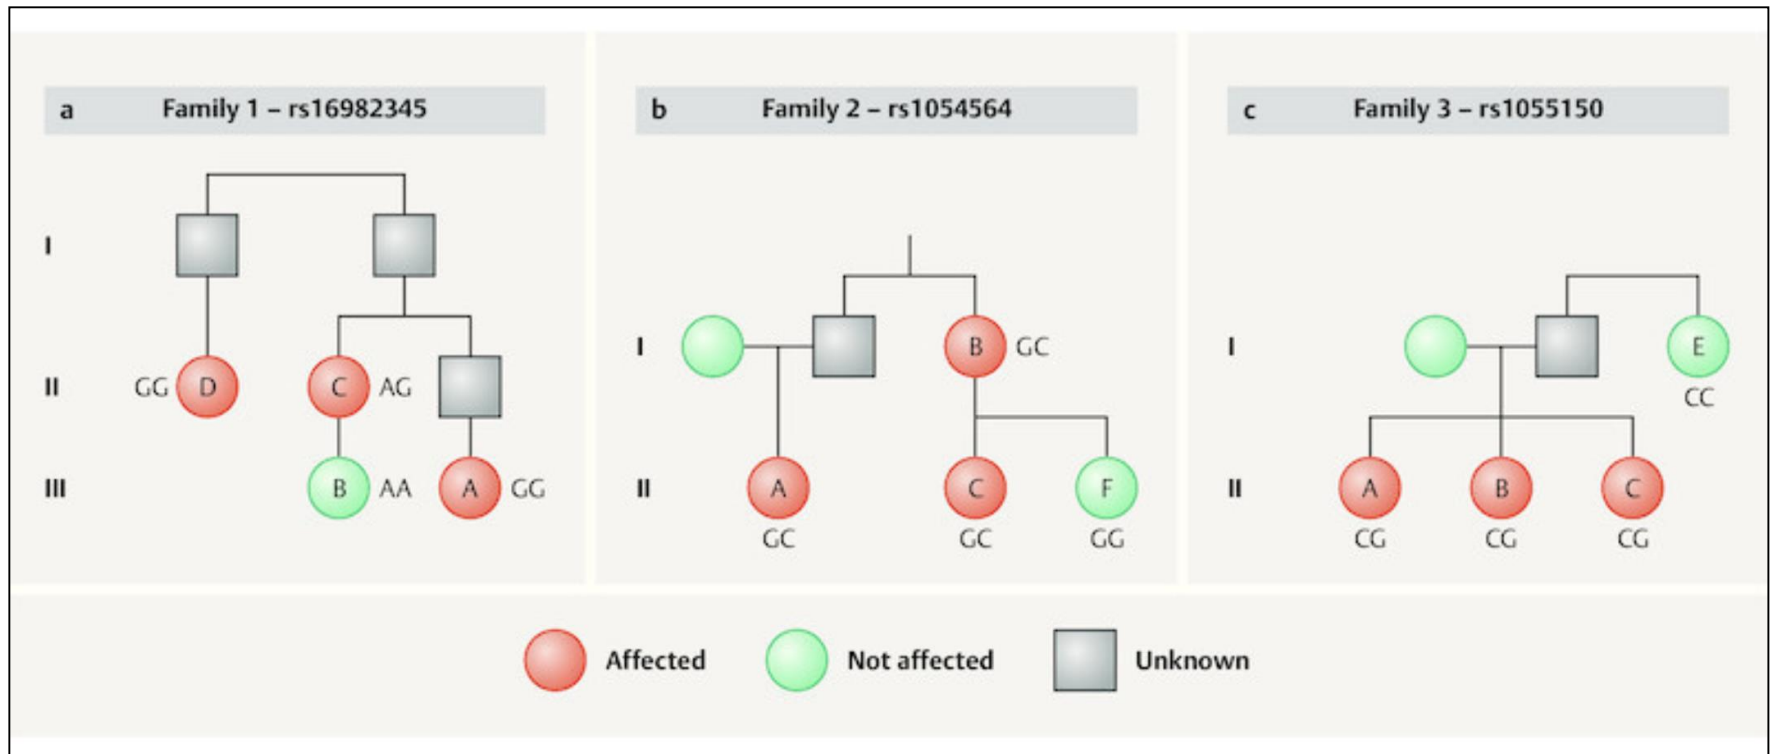 a Family 1 – rs16982345
I
II
III
GG D
C AG
B AA
A GG
b Family 2 – rs1054564
I
II
B GC
A
C
F
GC
GC
GG
c Family 3 – rs1055150
I
II
E
CC
A
B
C
CG
CG
CG
Affected
Not affected
Unknown